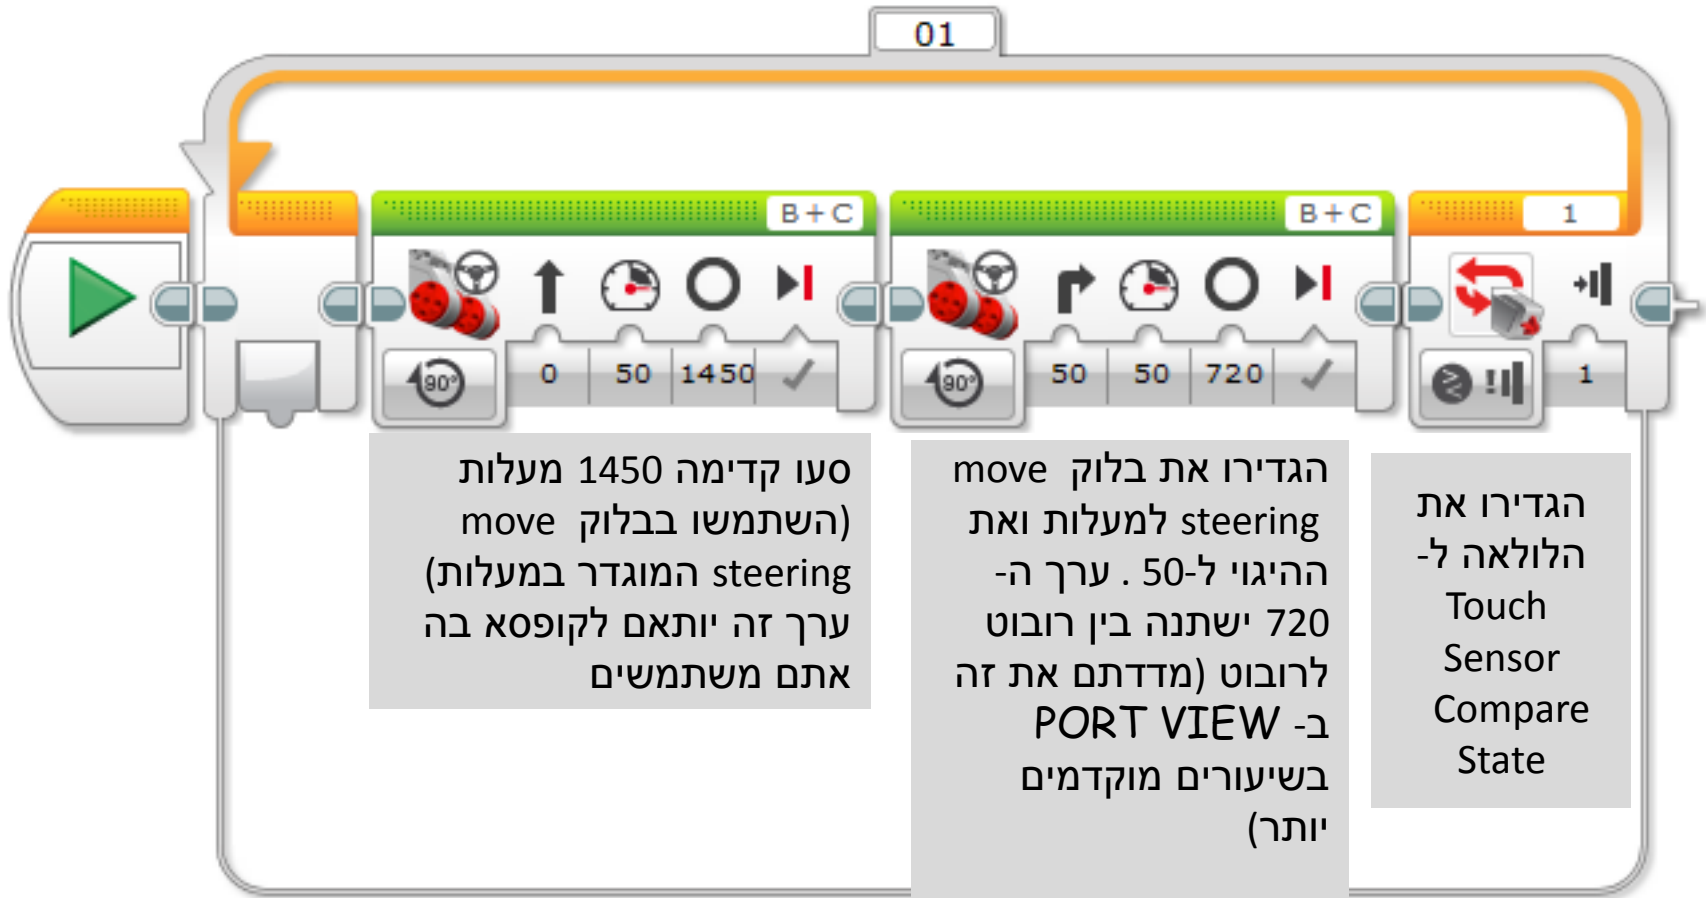 01
B + C
B + C
1
0 50 1450
50 50 720
1
90°
90°
סעו קדימה 1450 מעלות
(השתמשו בבלוק move
steering המוגדר במעלות)
ערך זה יותאם לקופסא בה
אתם משתמשים
הגדירו את בלוק move
steering למעלות ואת
ההיגוי ל-50 . ערך ה-
720 ישתנה בין רובוט
לרובוט (מדדתם את זה
ב- PORT VIEW
בשיעורים מוקדמים
יותר)
הגדירו את
הלולאה ל-
Touch
Sensor
Compare
State